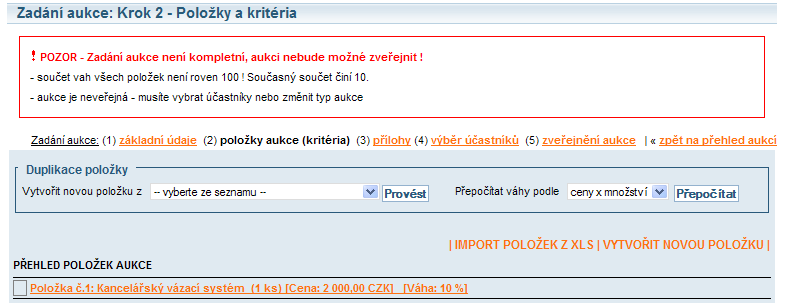 Zadání aukce: Krok 2 - Položky a kritéria
! POZOR - Zadání aukce není kompletní, aukci nebude možné zveřejnit !
- součet vah všech položek není roven 100 ! Současný součet činí 10.
- aukce je neveřejná - musíte vybrat účastníky nebo změnit typ aukce
Zadání aukce: (1) základní údaje (2) položky aukce (kritéria) (3) přílohy (4) výběr účastníků (5) zveřejnění aukce | « zpět na přehled aukcí
Duplikace položky
Vytvořit novou položku z -- vyberte ze seznamu -- Provést Přepočítat váhy podle ceny x množství Přepočítat
| IMPORT POLOŽEK Z XLS | VYTVOŘIT NOVOU POLOŽKU |
PŘEHLED POLOŽEK AUKCE
Položka č.1: Kancelářský vázací systém (1 ks) [Cena: 2 000,00 CZK] [Váha: 10 %]